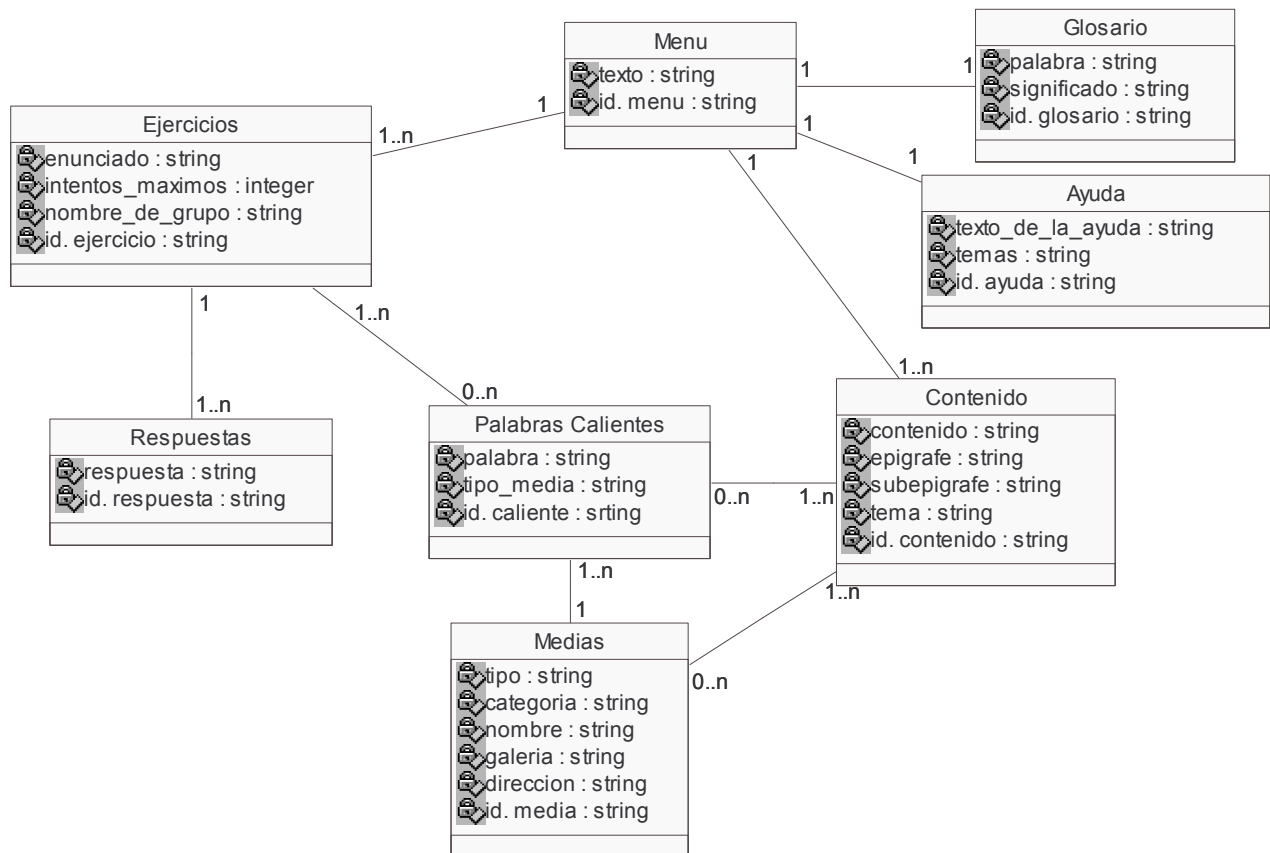 Menu
texto : string
id. menu : string
Glosario
palabra : string
significado : string
id. glosario : string
1
1
1
1
1
1..n
Ejercicios
enunciado : string
intentos_maximos : integer
nombre_de_grupo : string
id. ejercicio : string
Ayuda
texto_de_la_ayuda : string
temas : string
id. ayuda : string
1
1..n
1
1..n
0..n
1..n
Respuestas
respuesta : string
id. respuesta : string
Palabras Calientes
palabra : string
tipo_media : string
id. caliente : srting
0..n
1..n
Contenido
contenido : string
epigrafe : string
subepigrafe : string
tema : string
id. contenido : string
1..n
1
1..n
0..n
Medias
tipo : string
categoria : string
nombre : string
galeria : string
direccion : string
id. media : string